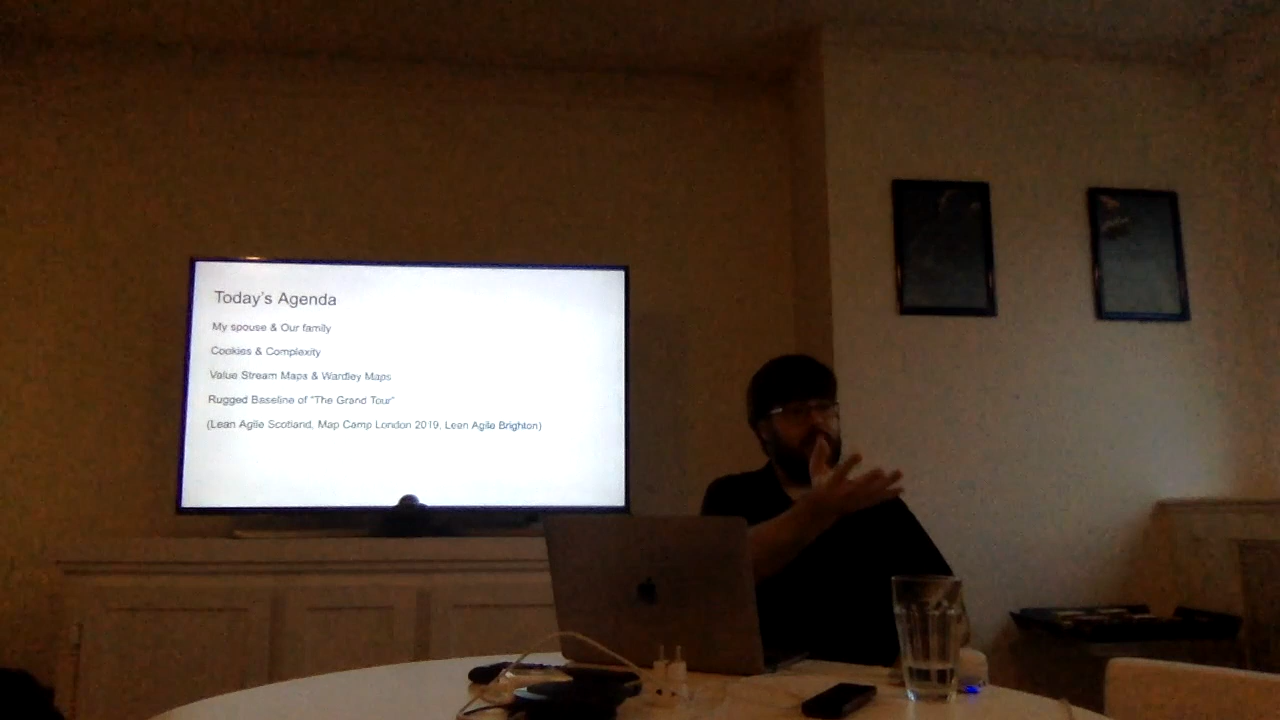 Today's Agenda
My spouse & Our family
Cookies & Complexity
Value Stream Maps & Wardley Maps
Rugged Baseline of "The Grand Tour"
(Lean Agile Scotland, Map Camp London 2019, Lean Agile Brighton)